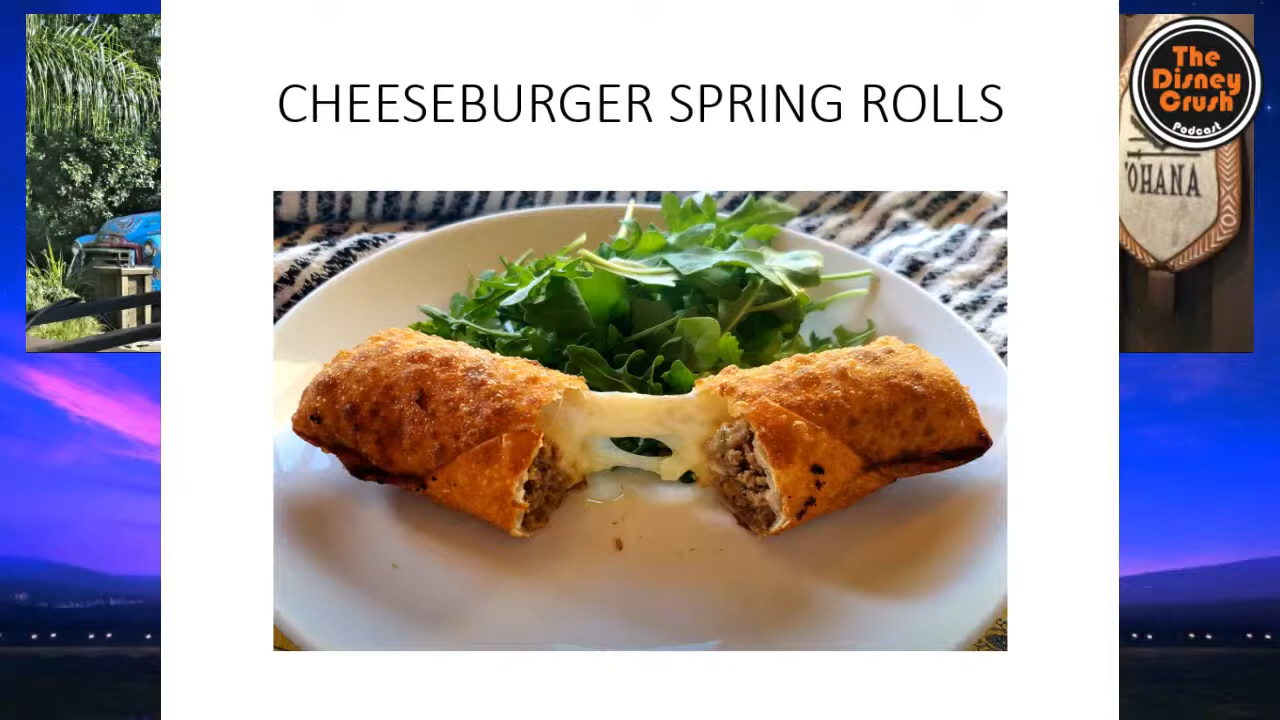 CHEESEBURGER SPRING ROLLS
The
Disney
Crush
Podcast
'OHANA